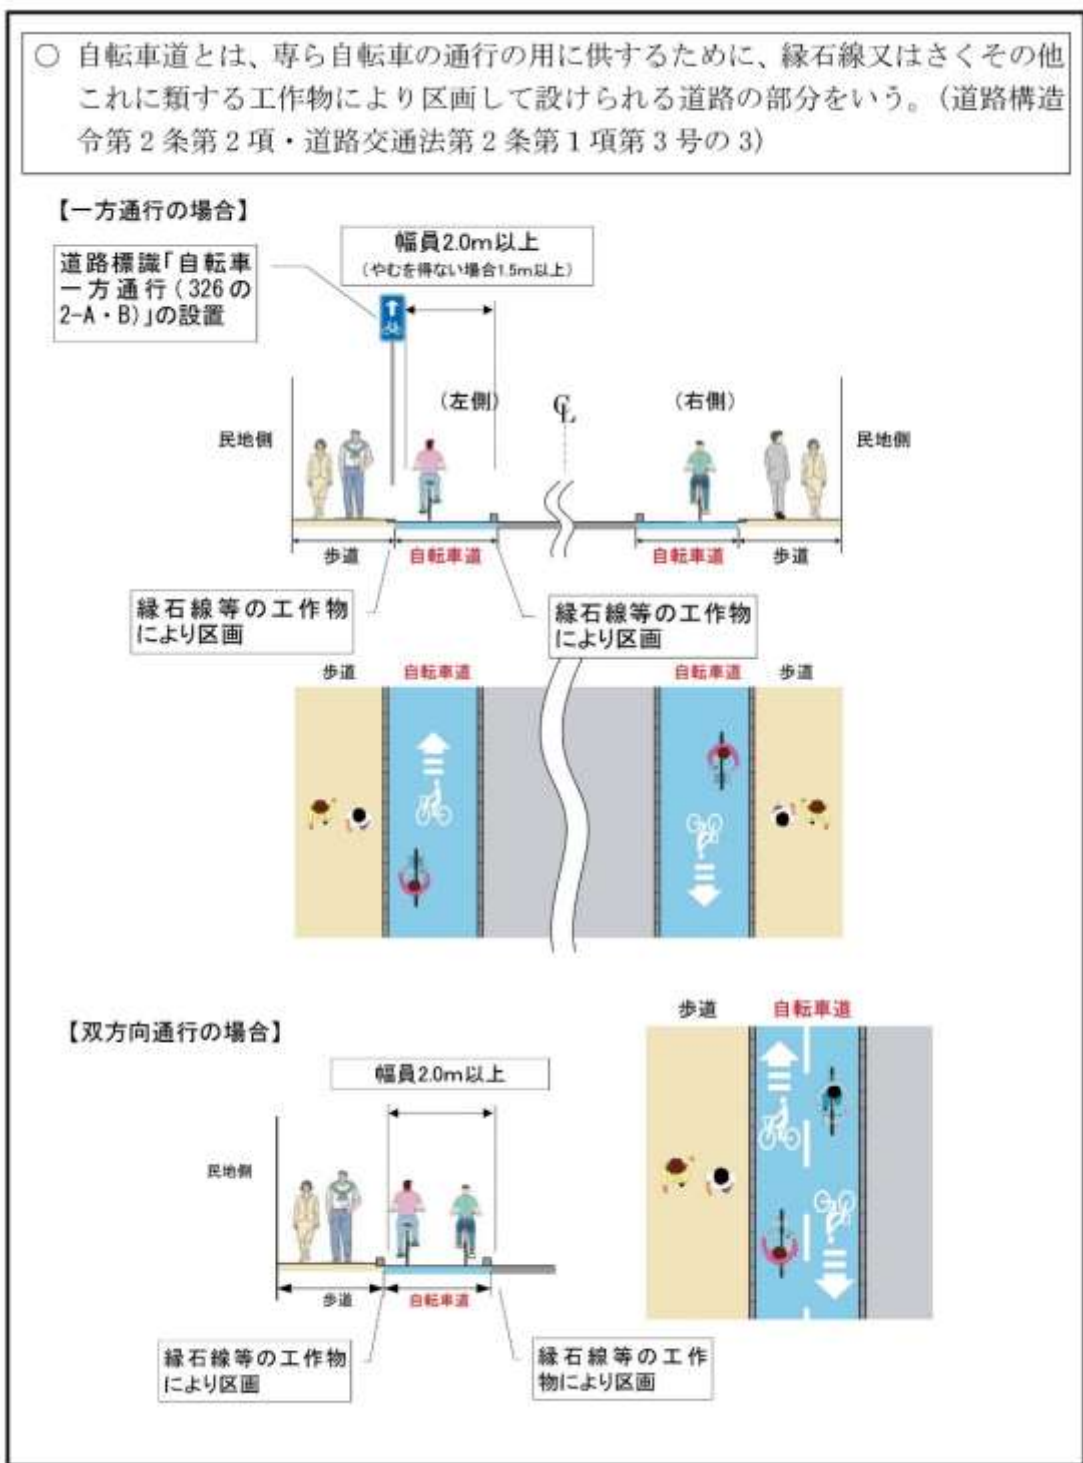 ○ 自転車道とは、専ら自転車の通行の用に供するために、縁石線又はさくその他
これに類する工作物により区画して設けられる道路の部分をいう。（道路構造
令第２条第２項・道路交通法第２条第１項第３号の３）
【一方通行の場合】
幅員2.0m以上
（やむを得ない場合1.5m以上）
道路標識｢自転車
一方通行（326の
2-A・B）｣の設置
（左側）
℄
（右側）
民地側
民地側
歩道
自転車道
自転車道
歩道
縁石線等の工作物
により区画
縁石線等の工作物
により区画
歩道
自転車道
自転車道
歩道
【双方向通行の場合】
歩道
自転車道
幅員2.0m以上
民地側
歩道
自転車道
縁石線等の工作物
により区画
縁石線等の工作
物により区画